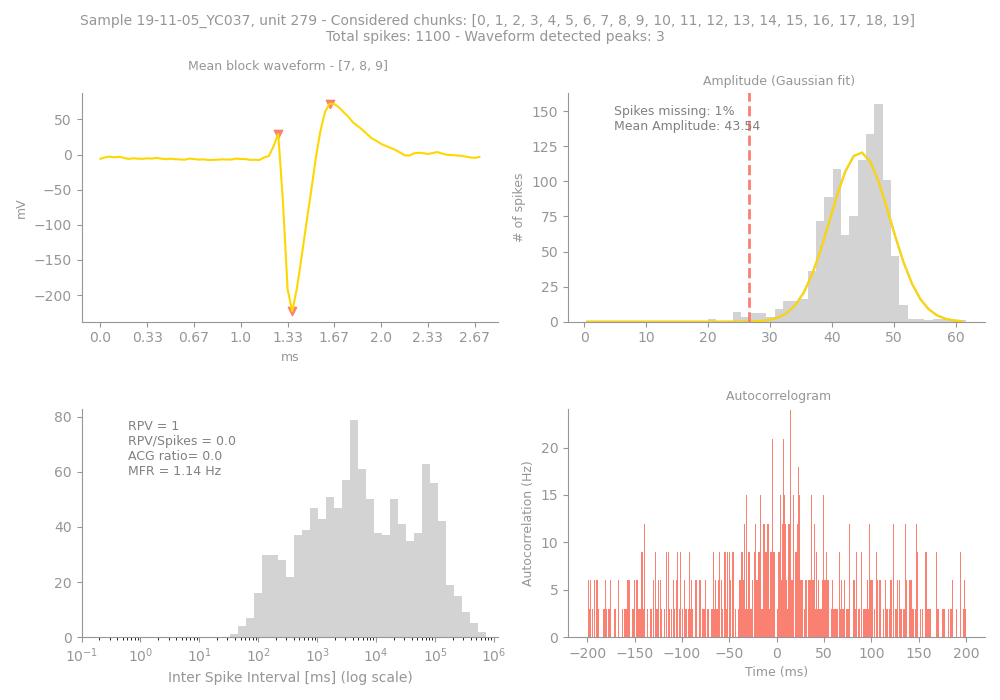 Sample 19-11-05_YC037, unit 279 - Considered chunks: [0, 1, 2, 3, 4, 5, 6, 7, 8, 9, 10, 11, 12, 13, 14, 15, 16, 17, 18, 19]
Total spikes: 1100 - Waveform detected peaks: 3
Mean block waveform - [7, 8, 9]
50
0
−50
−100
−150
−200
mV
0.0 0.33 0.67 1.0 1.33 1.67 2.0 2.33 2.67
ms
Amplitude (Gaussian fit)
Spikes missing: 1%
Mean Amplitude: 43.54
150
125
100
75
50
25
0
# of spikes
0 10 20 30 40 50 60
RPV = 1
RPV/Spikes = 0.0
ACG ratio= 0.0
MFR = 1.14 Hz
80
60
40
20
0
10⁻¹ 10⁰ 10¹ 10² 10³ 10⁴ 10⁵ 10⁶
Inter Spike Interval [ms] (log scale)
Autocorrelogram
20
15
10
5
0
Autocorrelation (Hz)
−200 −150 −100 −50 0 50 100 150 200
Time (ms)